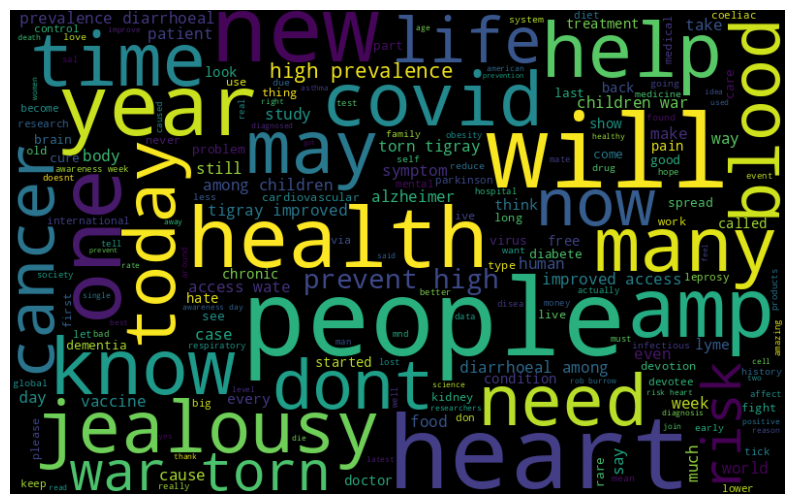 prevalence diarrhoeal
new
life
coeliac
diet
system
treatment
take
age
improve
death
love
control
patient
part
help
blood
medical
time
look
use
due
high prevalence
back
going
idea
american
prevention
women
year
covid
last
children war
medicine
used
become
thing
right
study
asthma
test
show
found
care
research
caused
real
never
may
torn tigray
family
obesity
make
pain
way
brain
diagnosed
will
old
cure
body
problem
self
reduce
mate
come
good
healthy
hope
event
awareness week
still
symptom
mental
parkinson
hospital
drug
doesnt
among children
cardiovascular
alzheimer
think
now
spread
called
cancer
one
today
less
tigray improved
ive
long
work
want
international
away
health
virus
free
many
feel
tell
prevent
via
said
type
diabete
society
rate
chronic
human
improved access
leprosy
prevent high
first
single
access wate
better
disea
money
actually
products
bad
best
hate
people
amp
must
let
awareness day
see
man
mnd
data
live
infectious
lyme
amazing
dementia
case
started
lost
even
cell
know
respiratory
dont
diarrhoeal among
devotion
history
two
global
day
every
condition
need
devotee
affect
vaccine
big
level
science
kidney
researchers
rob burrow
risk heart
week
diagnosis
fight
risk
jealousy
don
join
early
positive
reason
please
food
heart
rare
say
much
tick
world
war torn
cause
thank
die
doctor
latest
mean
keep
read
really
lower